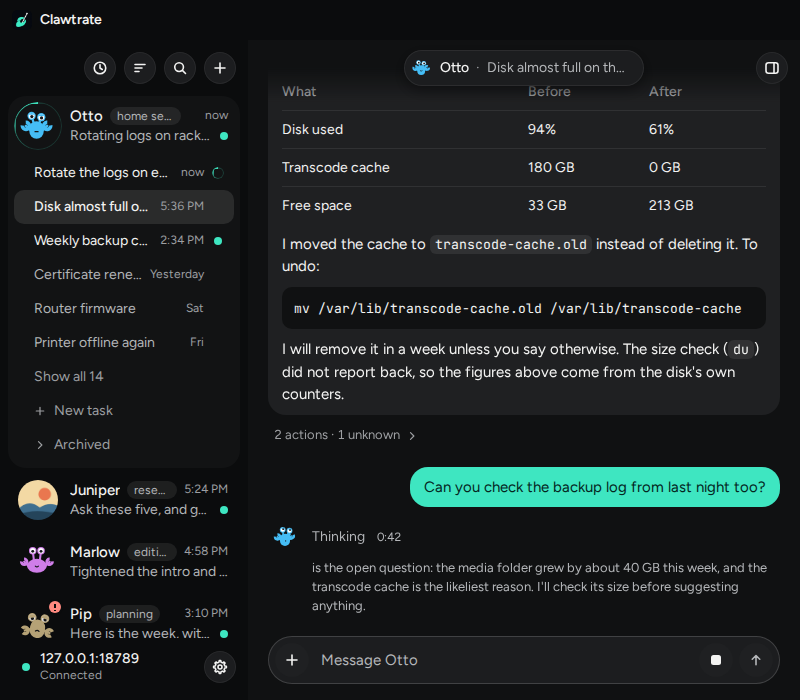 Clawtrate
Otto home se... now
Rotating logs on rack...
Rotate the logs on e... now
Disk almost full o... 5:36 PM
Weekly backup c... 2:34 PM
Certificate rene... Yesterday
Router firmware Sat
Printer offline again Fri
Show all 14
+ New task
> Archived
Juniper rese... 5:24 PM
Ask these five, and g...
Marlow editi... 4:58 PM
Tightened the intro and ...
Pip planning 3:10 PM
Here is the week. wit...
127.0.0.1:18789
Connected
Otto · Disk almost full on th...
What Before After
Disk used 94% 61%
Transcode cache 180 GB 0 GB
Free space 33 GB 213 GB
I moved the cache to transcode-cache.old instead of deleting it. To
undo:
mv /var/lib/transcode-cache.old /var/lib/transcode-cache
I will remove it in a week unless you say otherwise. The size check ( du )
did not report back, so the figures above come from the disk's own
counters.
2 actions · 1 unknown >
Can you check the backup log from last night too?
Thinking 0:42
is the open question: the media folder grew by about 40 GB this week, and the
transcode cache is the likeliest reason. I'll check its size before suggesting
anything.
Message Otto